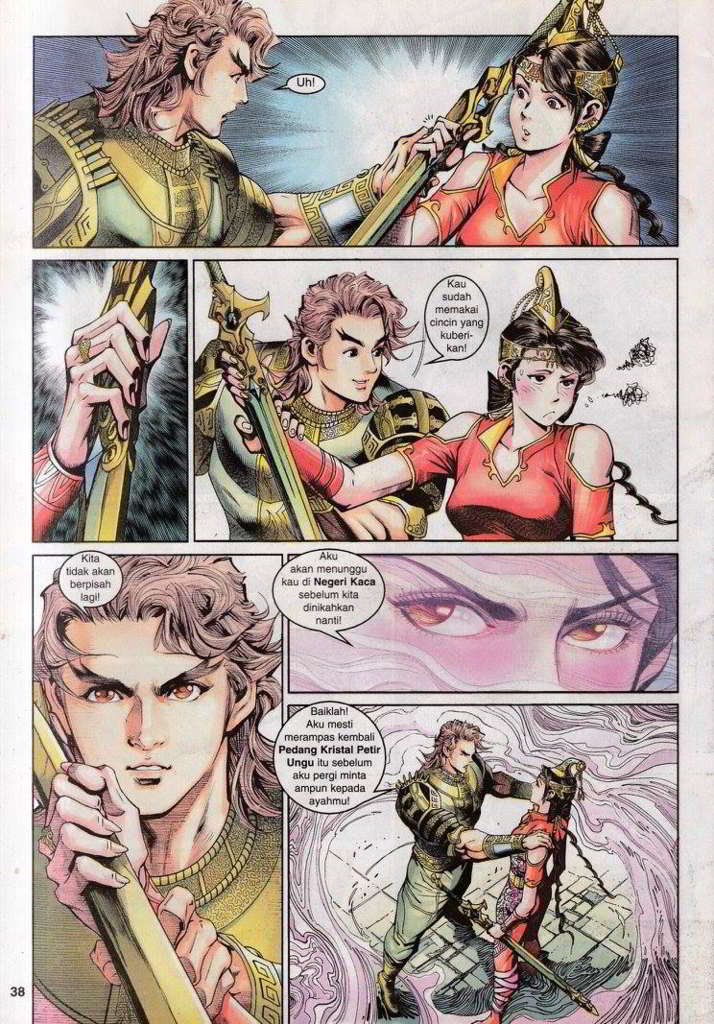 Uh!
Kau
sudah
memakai
cincin yang
kuberi-
kan!
Kita
tidak akan
berpisah
lagi!
Aku
akan menunggu
kau di Negeri Kaca
sebelum kita
dinikahkan
nanti!
Baiklah!
Aku mesti
merampas kembali
Pedang Kristal Petir
Ungu itu sebelum
aku pergi minta
ampun kepada
ayahmu!
38